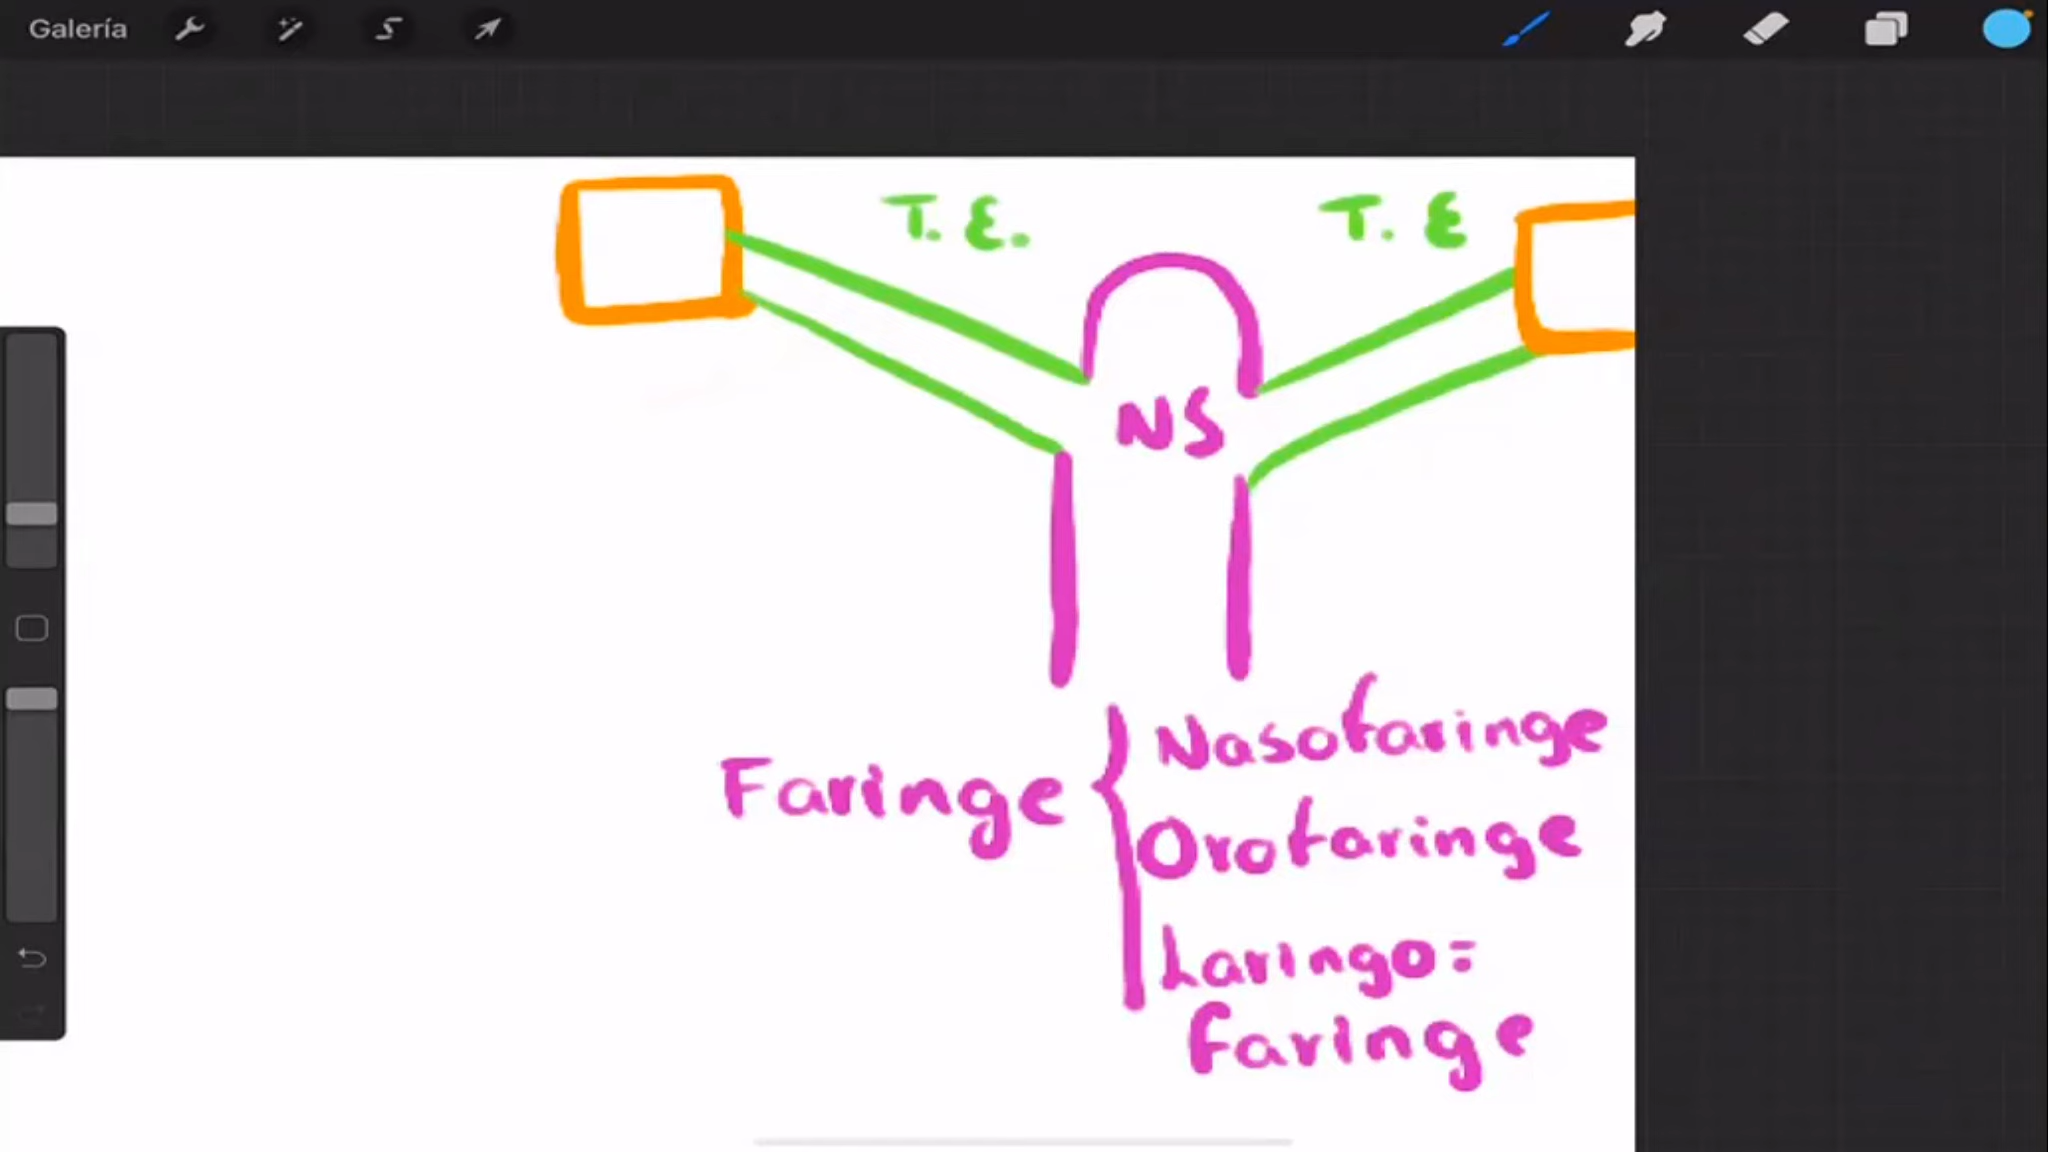 Galería
T. E.
T. E
NS
Faringe
Nasofaringe
Orofaringe
Laringo=
faringe